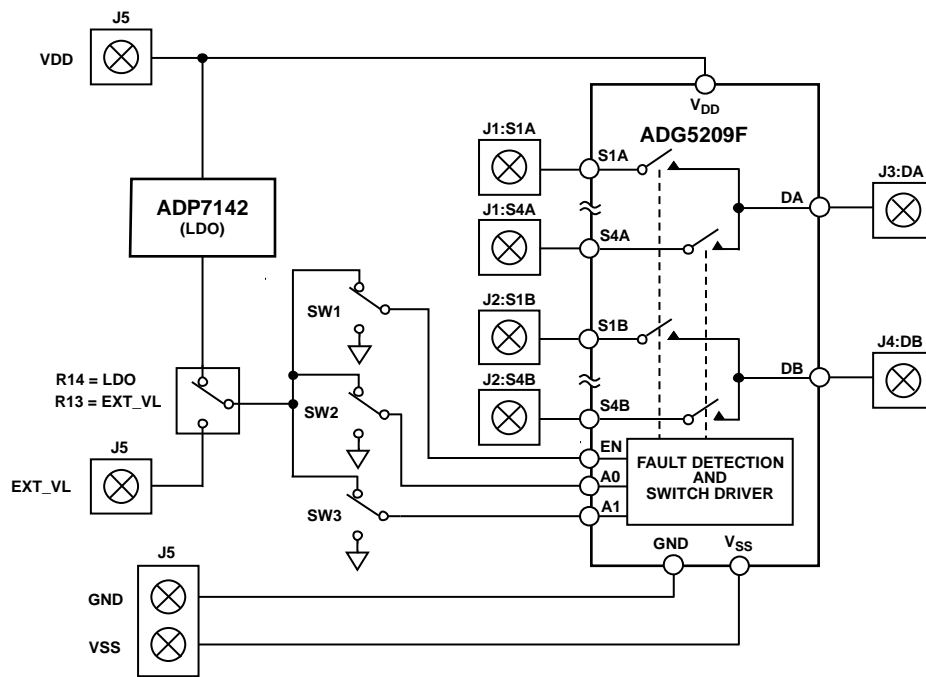 J5
VDD
VDD
ADG5209F
J1:S1A
S1A
J3:DA
DA
ADP7142
(LDO)
J1:S4A
S4A
J2:S1B
S1B
SW1
J4:DB
DB
R14 = LDO
R13 = EXT_VL
J2:S4B
S4B
SW2
J5
EXT_VL
EN
A0
A1
FAULT DETECTION
AND
SWITCH DRIVER
SW3
GND
VSS
J5
GND
VSS